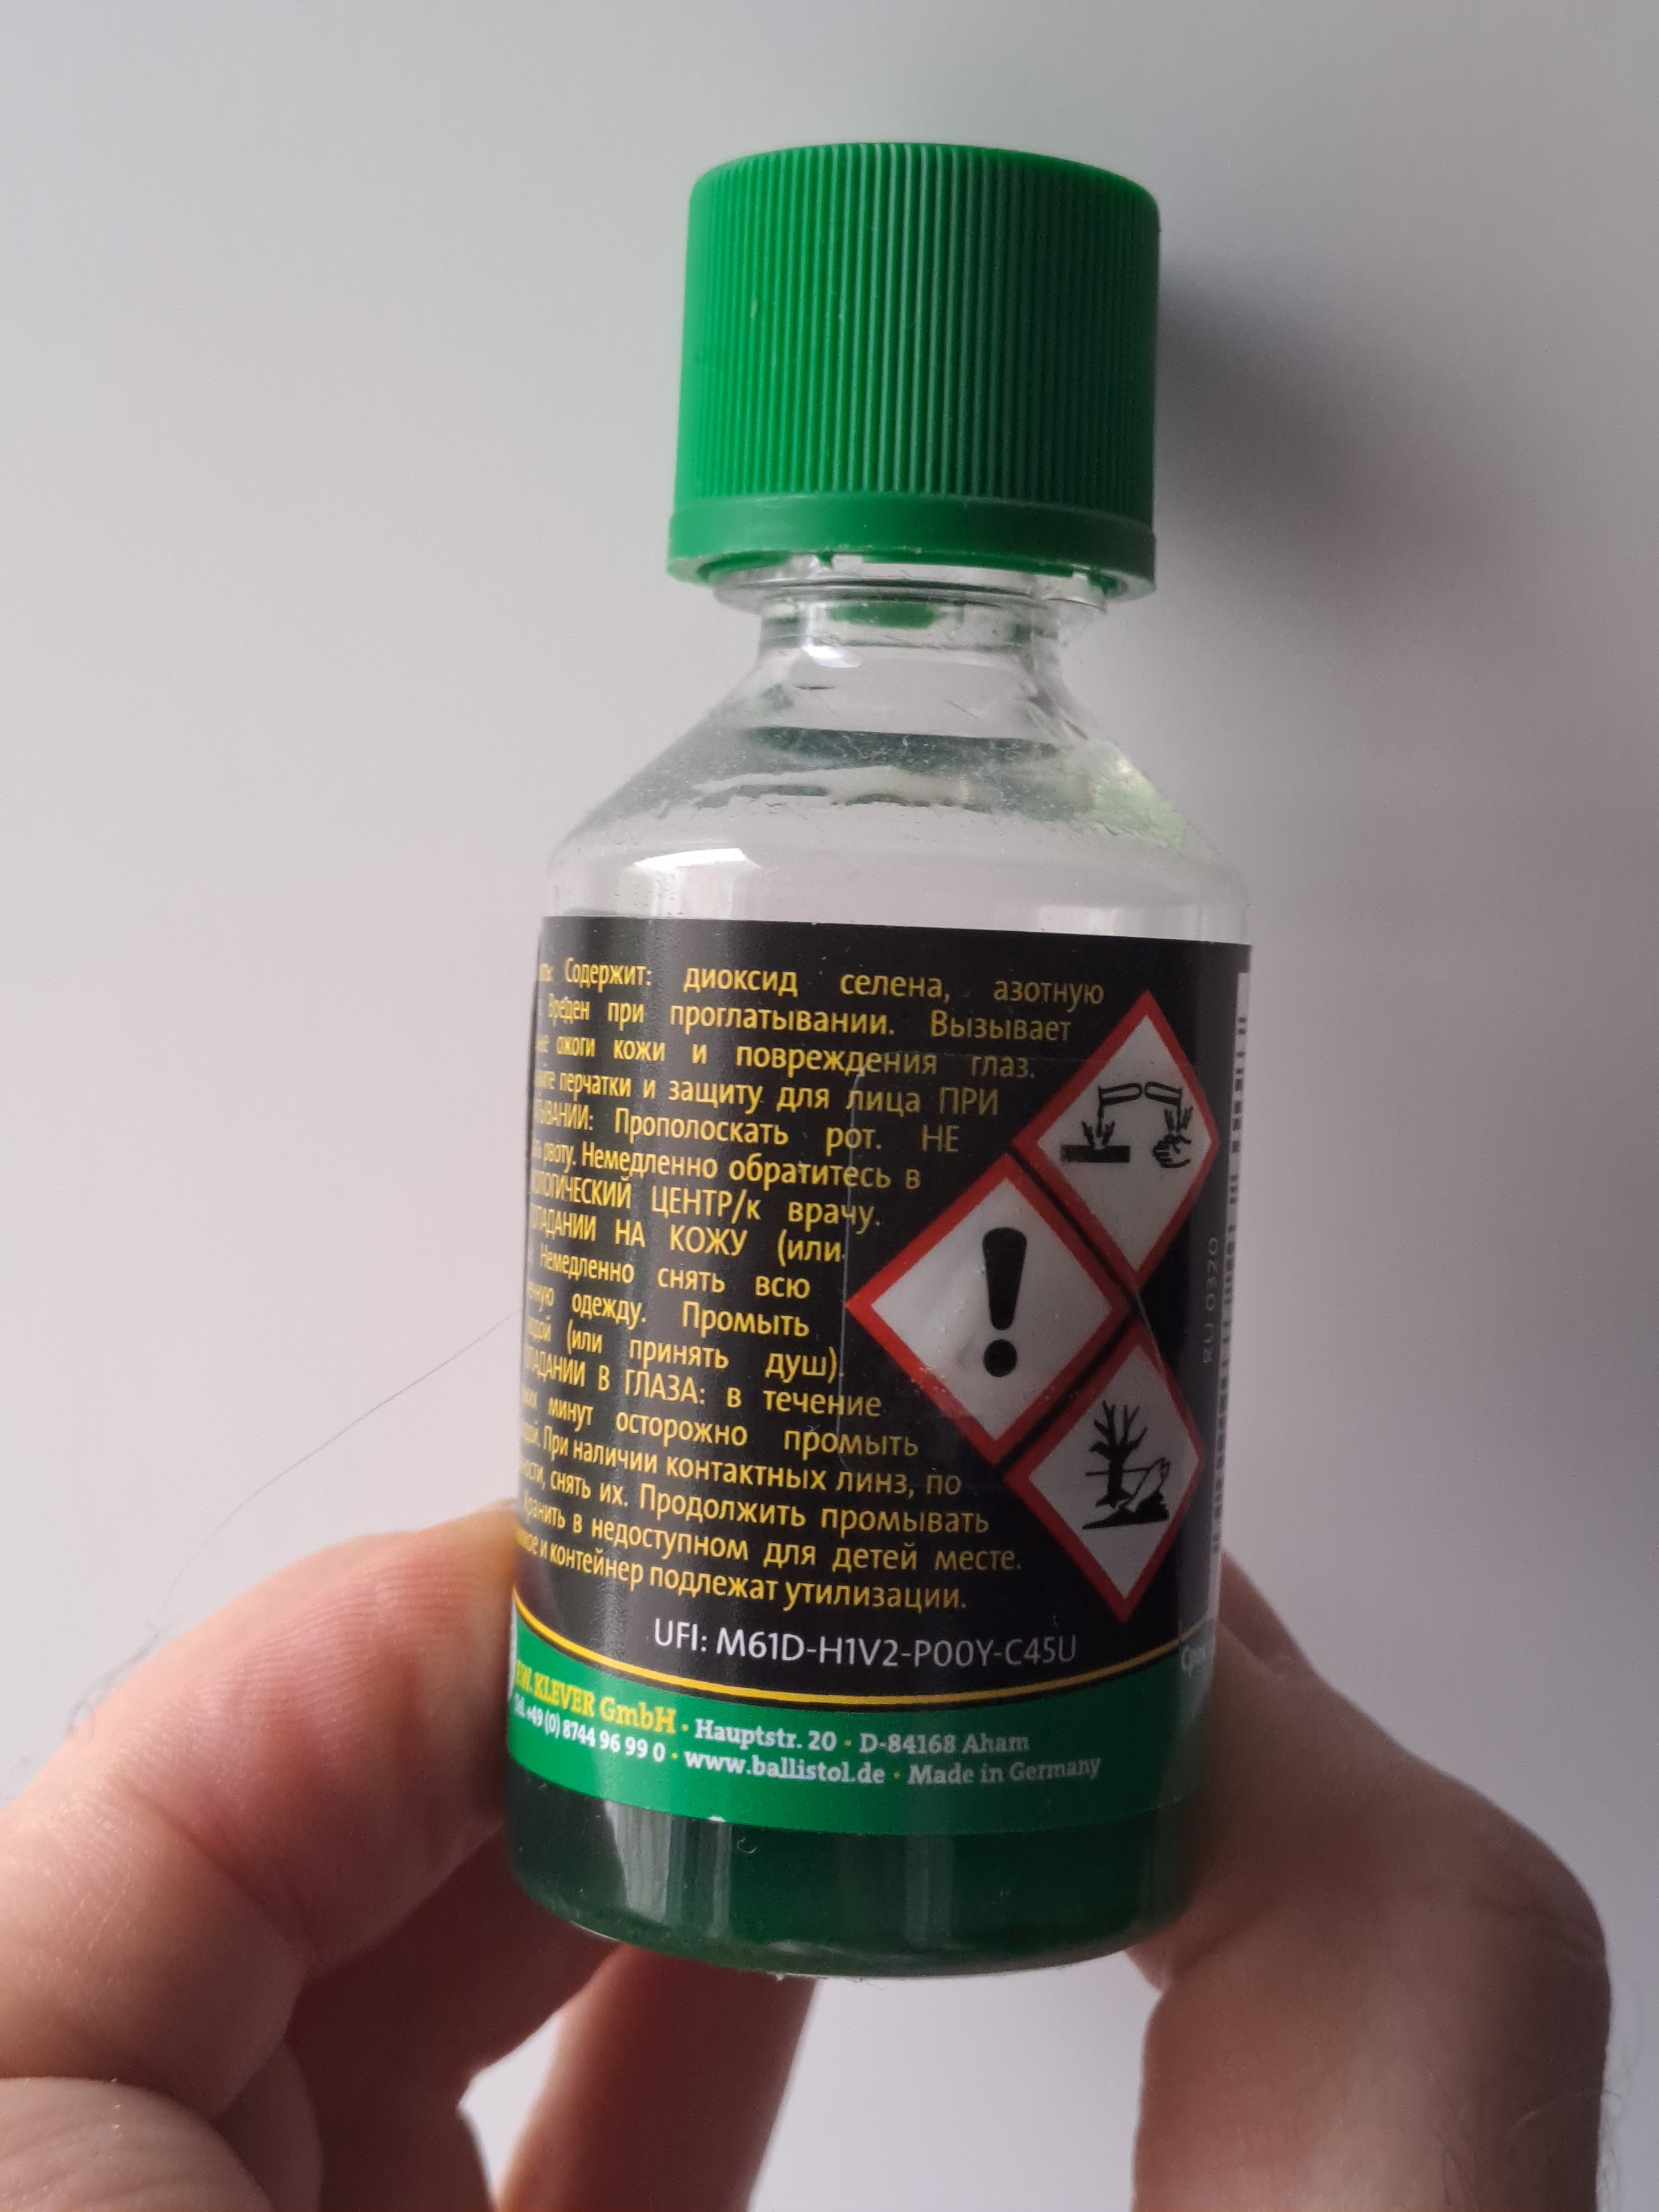 Содержит: диоксид селена, азотную
Вреден при проглатывании. Вызывает
ожоги кожи и повреждения глаз.
перчатки и защиту для лица ПРИ
Прополоскать рот. НЕ
рвоту. Немедленно обратитесь в
ЦЕНТР/к врачу.
НА КОЖУ (или
Немедленно снять всю
одежду. Промыть
(или принять душ)
В ГЛАЗА: в течение
минут осторожно промыть
При наличии контактных линз, по
снять их. Продолжить промывать
Хранить в недоступном для детей месте.
и контейнер подлежат утилизации.
UFI: M61D-H1V2-P00Y-C45U
KLEVER GmbH • Hauptstr. 20 • D-84168 Aham
+49 (0) 8744 96 99 0 • www.ballistol.de • Made in Germany
RU 0320